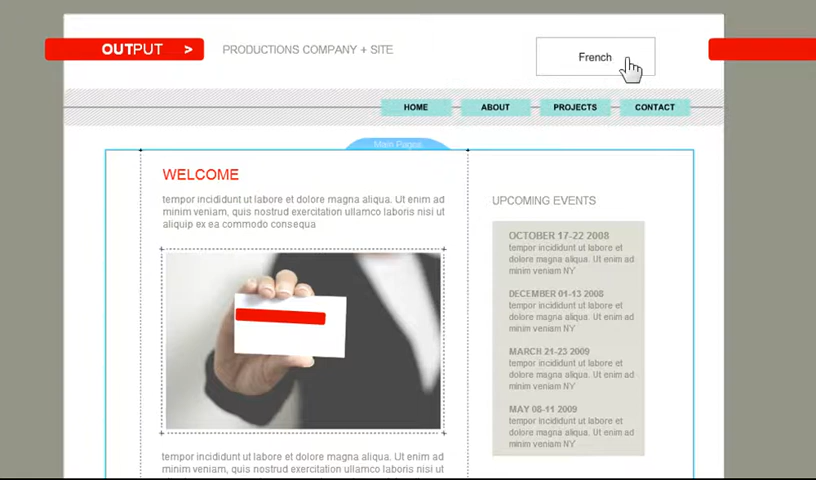 OUTPUT >
PRODUCTIONS COMPANY + SITE
French
HOME
ABOUT
PROJECTS
CONTACT
Main Pages
WELCOME
tempor incididunt ut labore et dolore magna aliqua. Ut enim ad
minim veniam, quis nostrud exercitation ullamco laboris nisi ut
aliquip ex ea commodo consequa
UPCOMING EVENTS
OCTOBER 17-22 2008
tempor incididunt ut labore et
dolore magna aliqua. Ut enim ad
minim veniam NY
DECEMBER 01-13 2008
tempor incididunt ut labore et
dolore magna aliqua. Ut enim ad
minim veniam NY
MARCH 21-23 2009
tempor incididunt ut labore et
dolore magna aliqua. Ut enim ad
minim veniam NY
MAY 08-11 2009
tempor incididunt ut labore et
dolore magna aliqua. Ut enim ad
minim veniam NY
tempor incididunt ut labore et dolore magna aliqua. Ut enim ad
minim veniam, quis nostrud exercitation ullamco laboris nisi ut